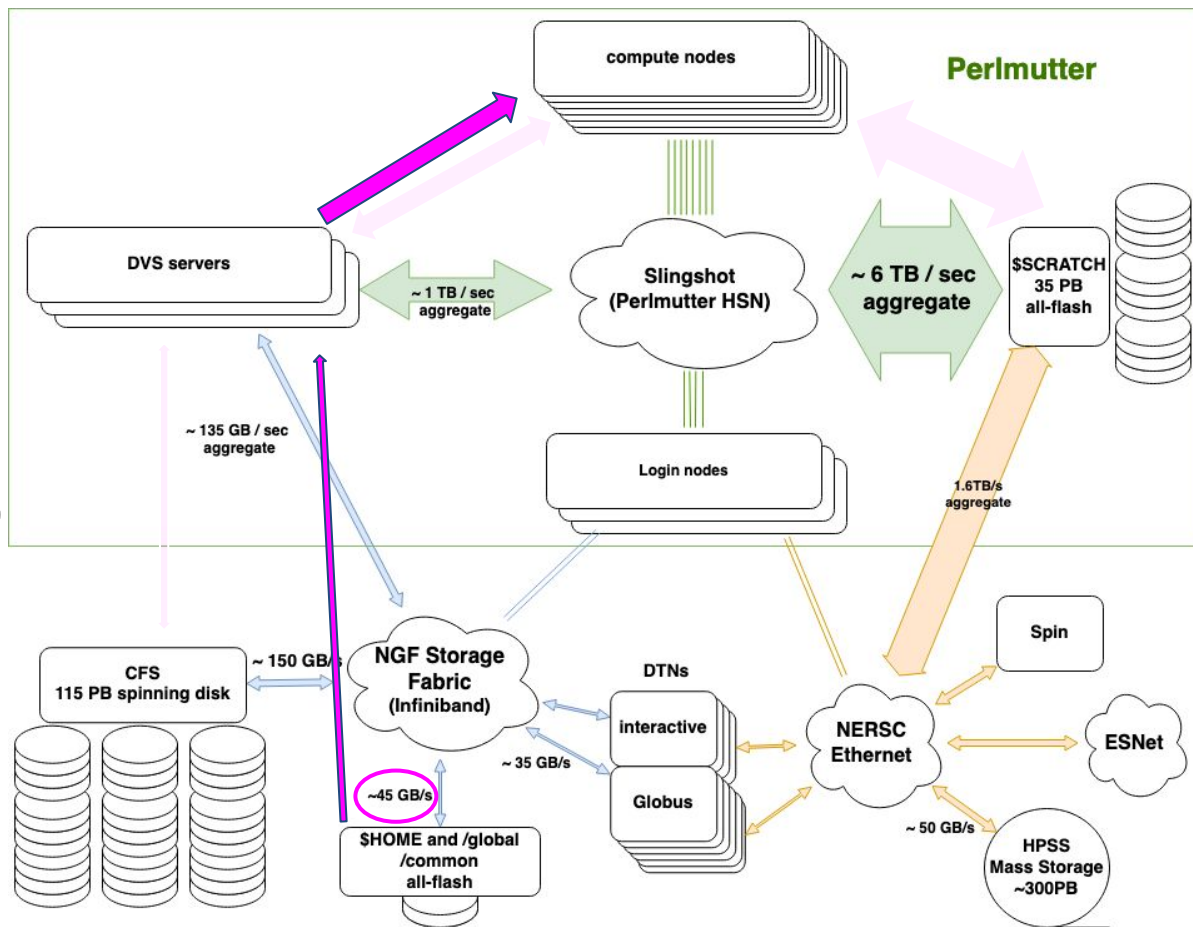 compute nodes
Perlmutter
DVS servers
~ 1 TB / sec
aggregate
Slingshot
(Perlmutter HSN)
~ 6 TB / sec
aggregate
$SCRATCH
35 PB
all-flash
~ 135 GB / sec
aggregate
Login nodes
1.6TB/s
aggregate
CFS
115 PB spinning disk
~ 150 GB/s
NGF Storage
Fabric
(Infiniband)
DTNs
interactive
Globus
~ 35 GB/s
~45 GB/s
$HOME and /global
/common
all-flash
NERSC
Ethernet
Spin
ESNet
~ 50 GB/s
HPSS
Mass Storage
~300PB